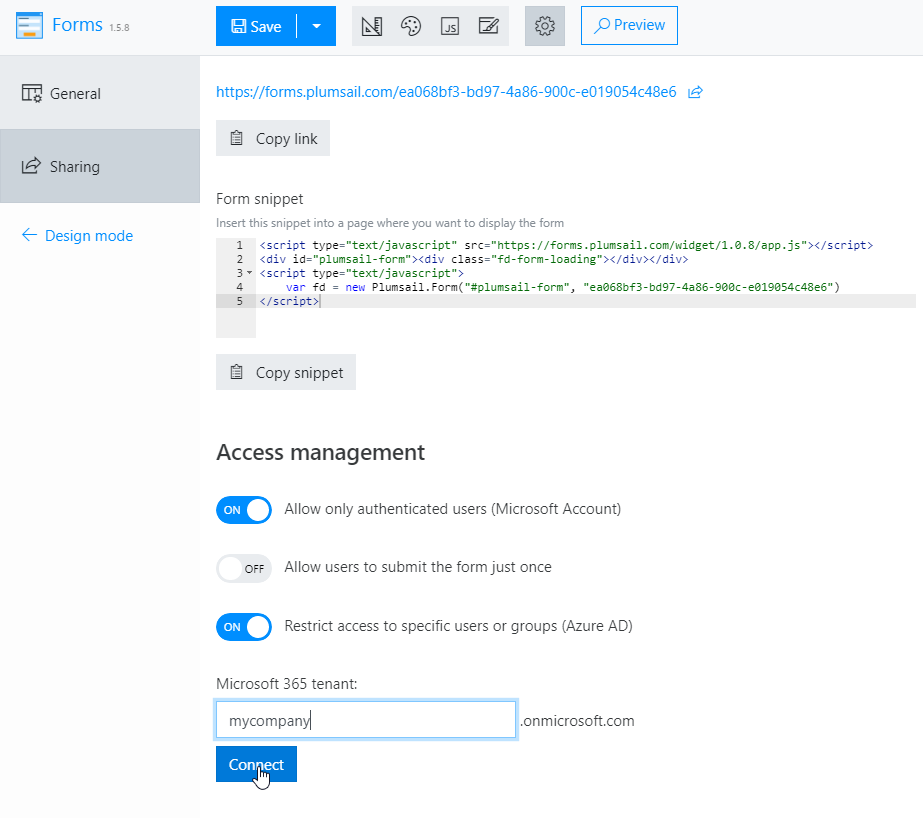 Forms 1.5.8
Save
JS
Preview
General
Sharing
Design mode
https://forms.plumsail.com/ea068bf3-bd97-4a86-900c-e019054c48e6
Copy link
Form snippet
Insert this snippet into a page where you want to display the form
1 <script type="text/javascript" src="https://forms.plumsail.com/widget/1.0.8/app.js"></script>
2 <div id="plumsail-form"><div class="fd-form-loading"></div></div>
3 <script type="text/javascript">
4 var fd = new Plumsail.Form("#plumsail-form", "ea068bf3-bd97-4a86-900c-e019054c48e6")
5 </script>
Copy snippet
Access management
ON Allow only authenticated users (Microsoft Account)
OFF Allow users to submit the form just once
ON Restrict access to specific users or groups (Azure AD)
Microsoft 365 tenant:
mycompany .onmicrosoft.com
Connect